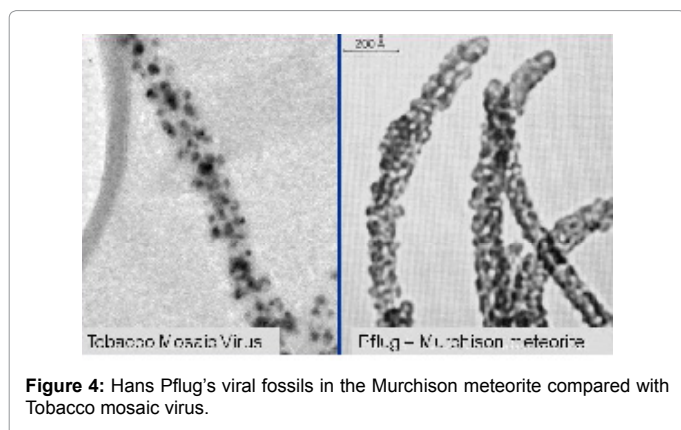 200 Å
Tobacco Mosaic Virus
Pflug – Murchison meteorite
Figure 4: Hans Pflug's viral fossils in the Murchison meteorite compared with
Tobacco mosaic virus.